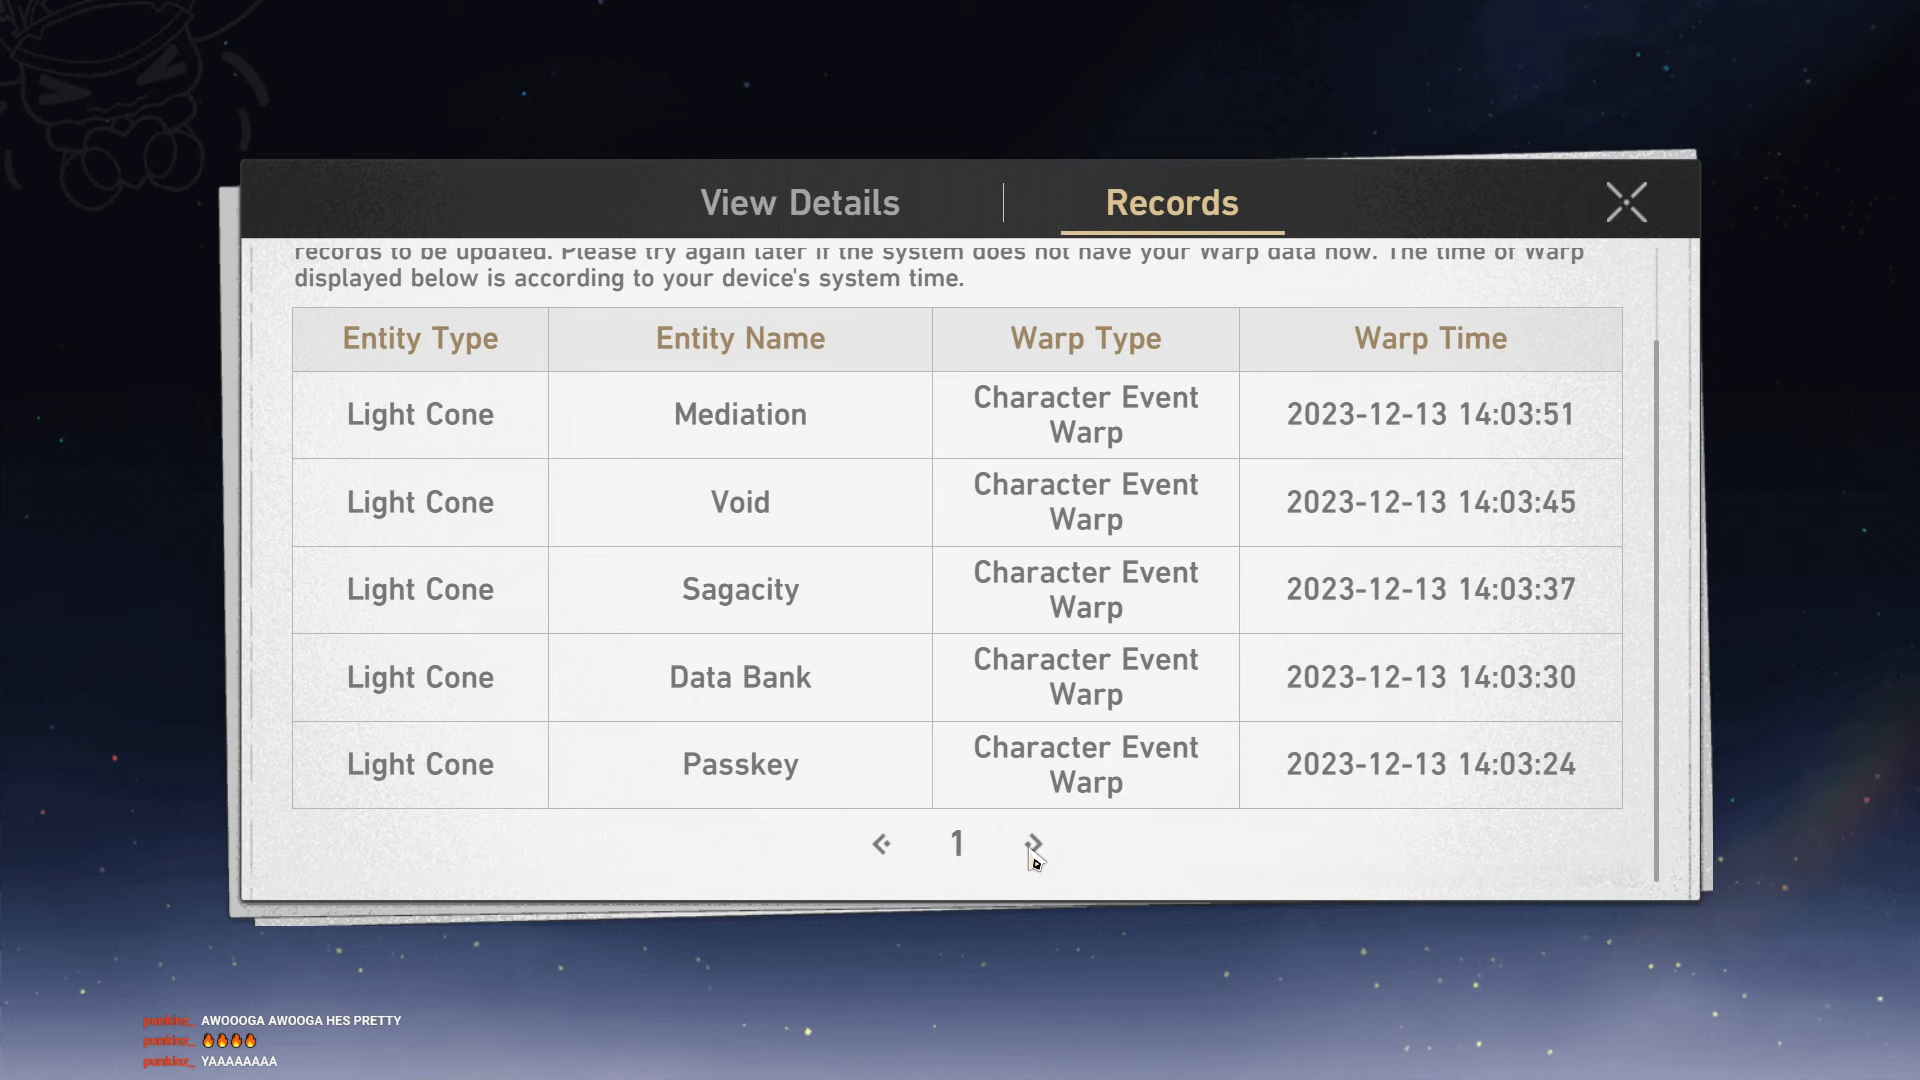 View Details
Records
records to be updated. Please try again later if the system does not have your Warp data now. The time of Warp
displayed below is according to your device's system time.
Entity Type Entity Name Warp Type Warp Time
Light Cone Mediation Character Event Warp 2023-12-13 14:03:51
Light Cone Void Character Event Warp 2023-12-13 14:03:45
Light Cone Sagacity Character Event Warp 2023-12-13 14:03:37
Light Cone Data Bank Character Event Warp 2023-12-13 14:03:30
Light Cone Passkey Character Event Warp 2023-12-13 14:03:24
1
punkinz_ AWOOOGA AWOOGA HES PRETTY
punkinz_ 🔥🔥🔥🔥
punkinz_ YAAAAAAAA